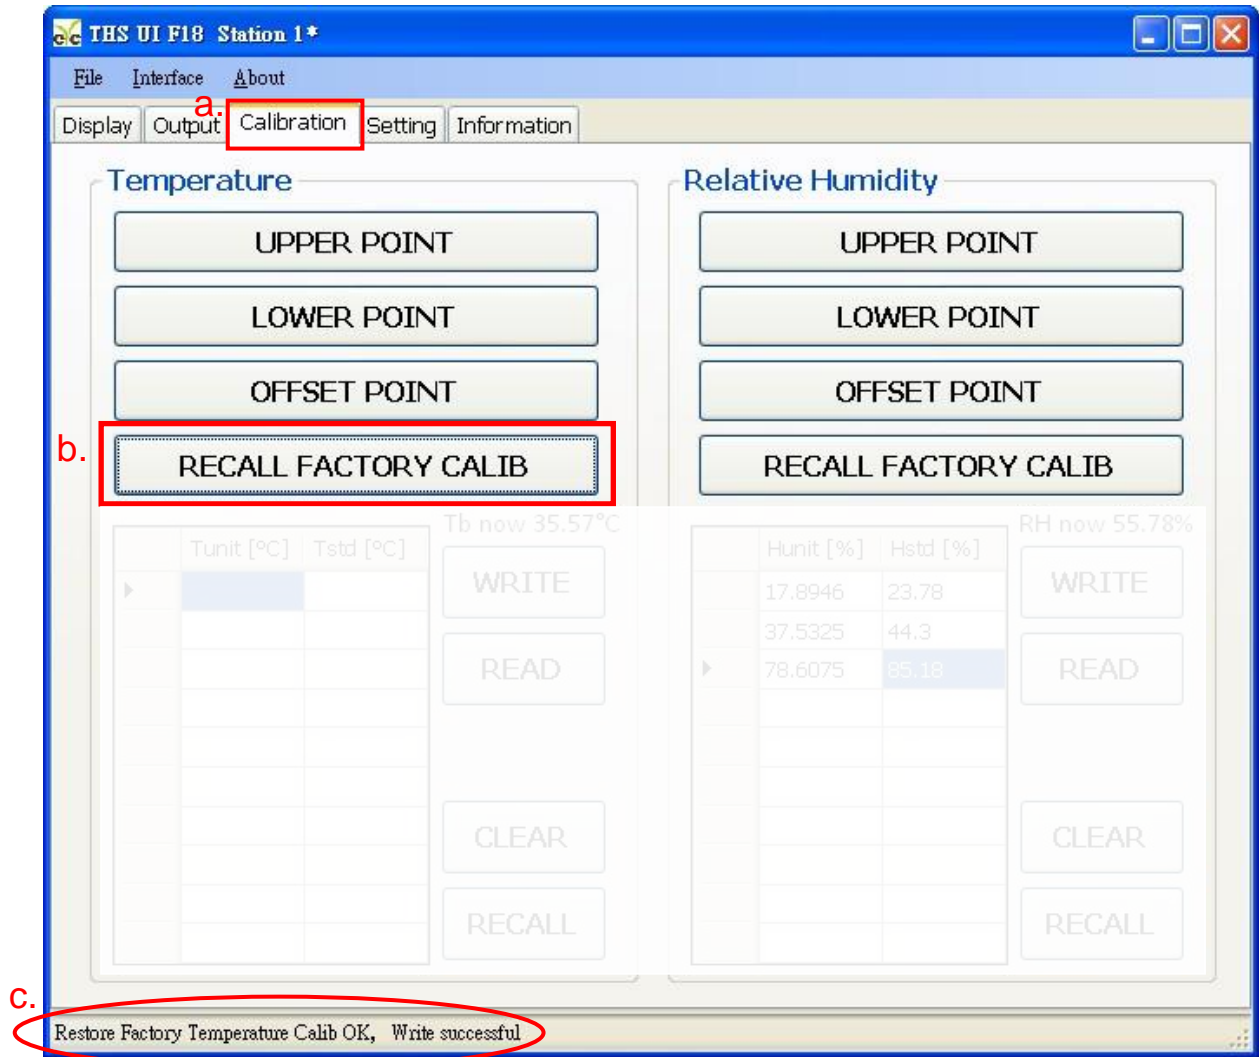 THS UI F18 Station 1*
File Interface About
a.
Display Output Calibration Setting Information
Temperature
UPPER POINT
LOWER POINT
OFFSET POINT
b.
RECALL FACTORY CALIB
Tb now 35.57°C
Tunit [°C] Tstd [°C]
WRITE
READ
CLEAR
RECALL
Relative Humidity
UPPER POINT
LOWER POINT
OFFSET POINT
RECALL FACTORY CALIB
RH now 55.78%
Hunit [%] Hstd [%]
17.8946 23.78
37.5325 44.3
78.6075 85.18
WRITE
READ
CLEAR
RECALL
c.
Restore Factory Temperature Calib OK, Write successful